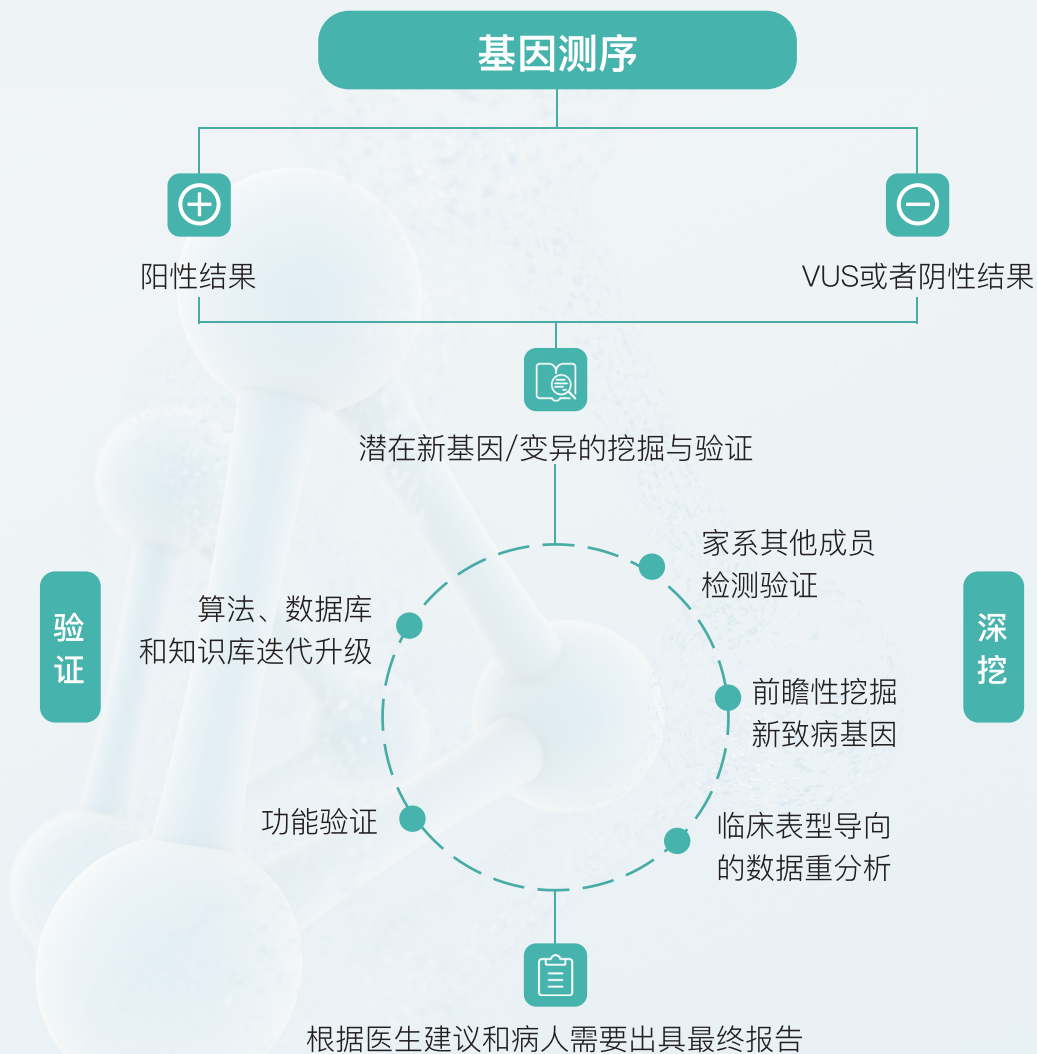 基因测序
阳性结果
VUS或者阴性结果
潜在新基因/变异的挖掘与验证
家系其他成员
检测验证
算法、数据库
和知识库迭代升级
验
证
深
挖
前瞻性挖掘
新致病基因
功能验证
临床表型导向
的数据重分析
根据医生建议和病人需要出具最终报告